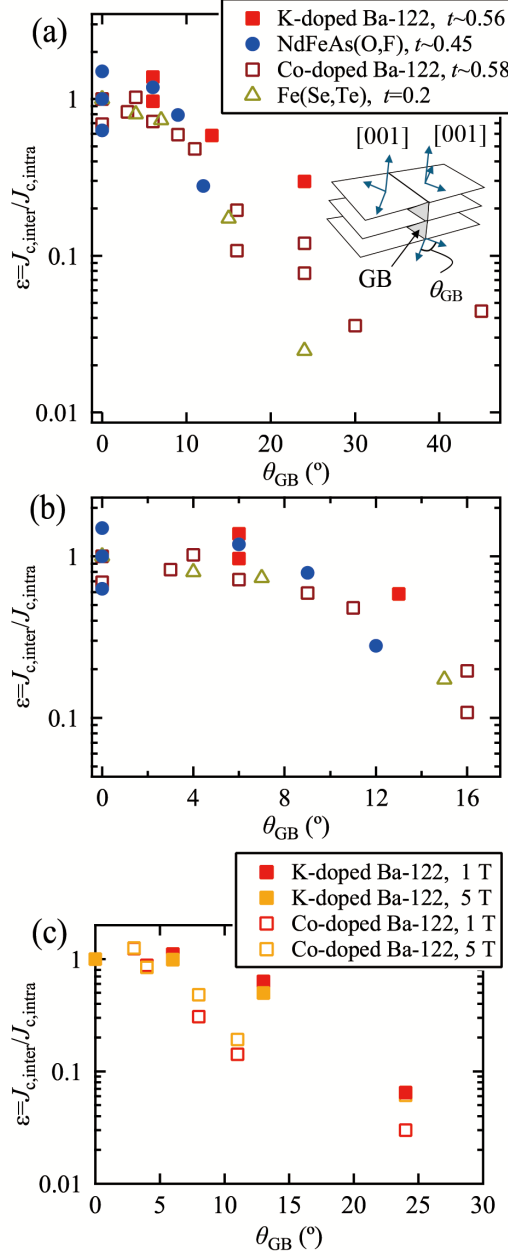 (a)
K-doped Ba-122, t~0.56
NdFeAs(O,F), t~0.45
Co-doped Ba-122, t~0.58
Fe(Se,Te), t=0.2
[001]
[001]
GB
θGB
ε=Jc,inter/Jc,intra
1
0.1
0.01
0
10
20
30
40
θGB (º)
(b)
ε=Jc,inter/Jc,intra
1
0.1
0
4
8
12
16
θGB (º)
K-doped Ba-122, 1 T
K-doped Ba-122, 5 T
Co-doped Ba-122, 1 T
Co-doped Ba-122, 5 T
(c)
ε=Jc,inter/Jc,intra
1
0.1
0.01
0
5
10
15
20
25
30
θGB (º)